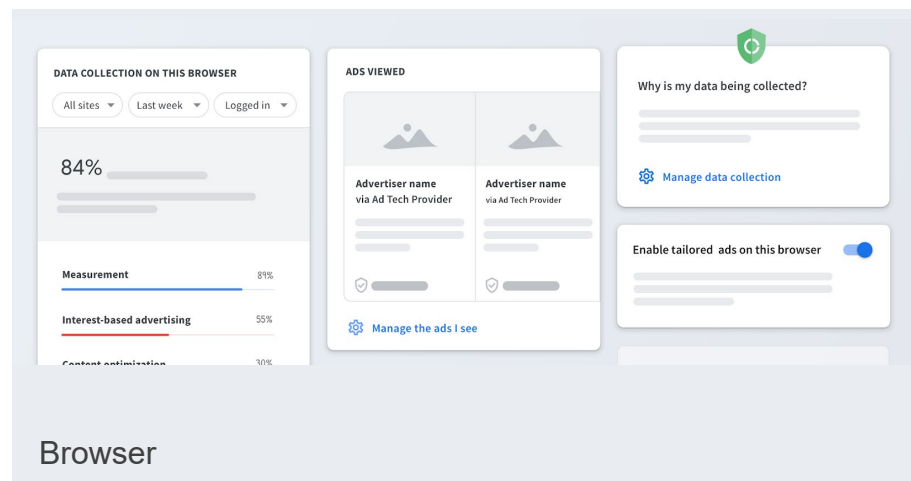 DATA COLLECTION ON THIS BROWSER
All sites
Last week
Logged in
84%
Measurement 89%
Interest-based advertising 55%
Content optimization 30%
ADS VIEWED
Advertiser name
via Ad Tech Provider
Advertiser name
via Ad Tech Provider
Manage the ads I see
Why is my data being collected?
Manage data collection
Enable tailored ads on this browser
Browser